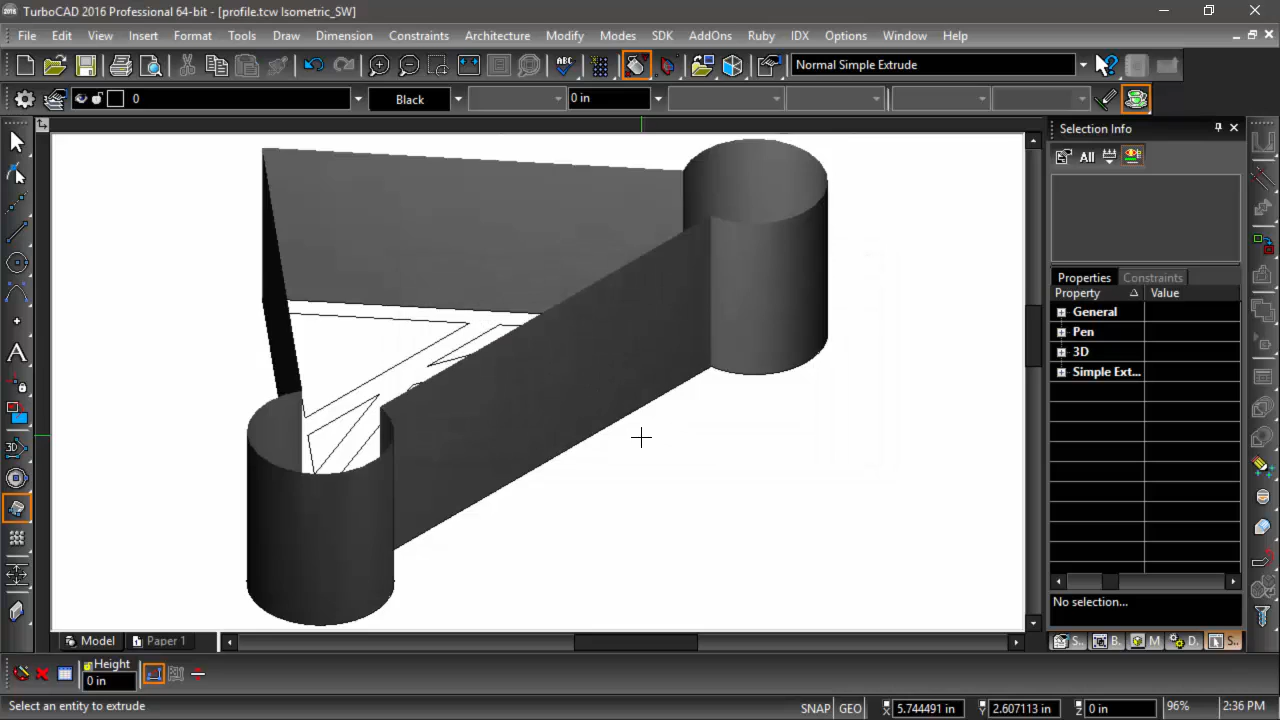 TurboCAD 2016 Professional 64-bit - [profile.tcw Isometric_SW]
File Edit View Insert Format Tools Draw Dimension Constraints Architecture Modify Modes SDK AddOns Ruby IDX Options Window Help
ABC Normal Simple Extrude
0 Black 0 in
Selection Info
All
Properties Constraints
Property Value
General
Pen
3D
Simple Ext...
No selection...
3D
Model Paper 1
S.. B.. M D.. S..
Height
0 in
Select an entity to extrude SNAP GEO X 5.744491 in Y 2.607113 in Z 0 in 96% 2:36 PM